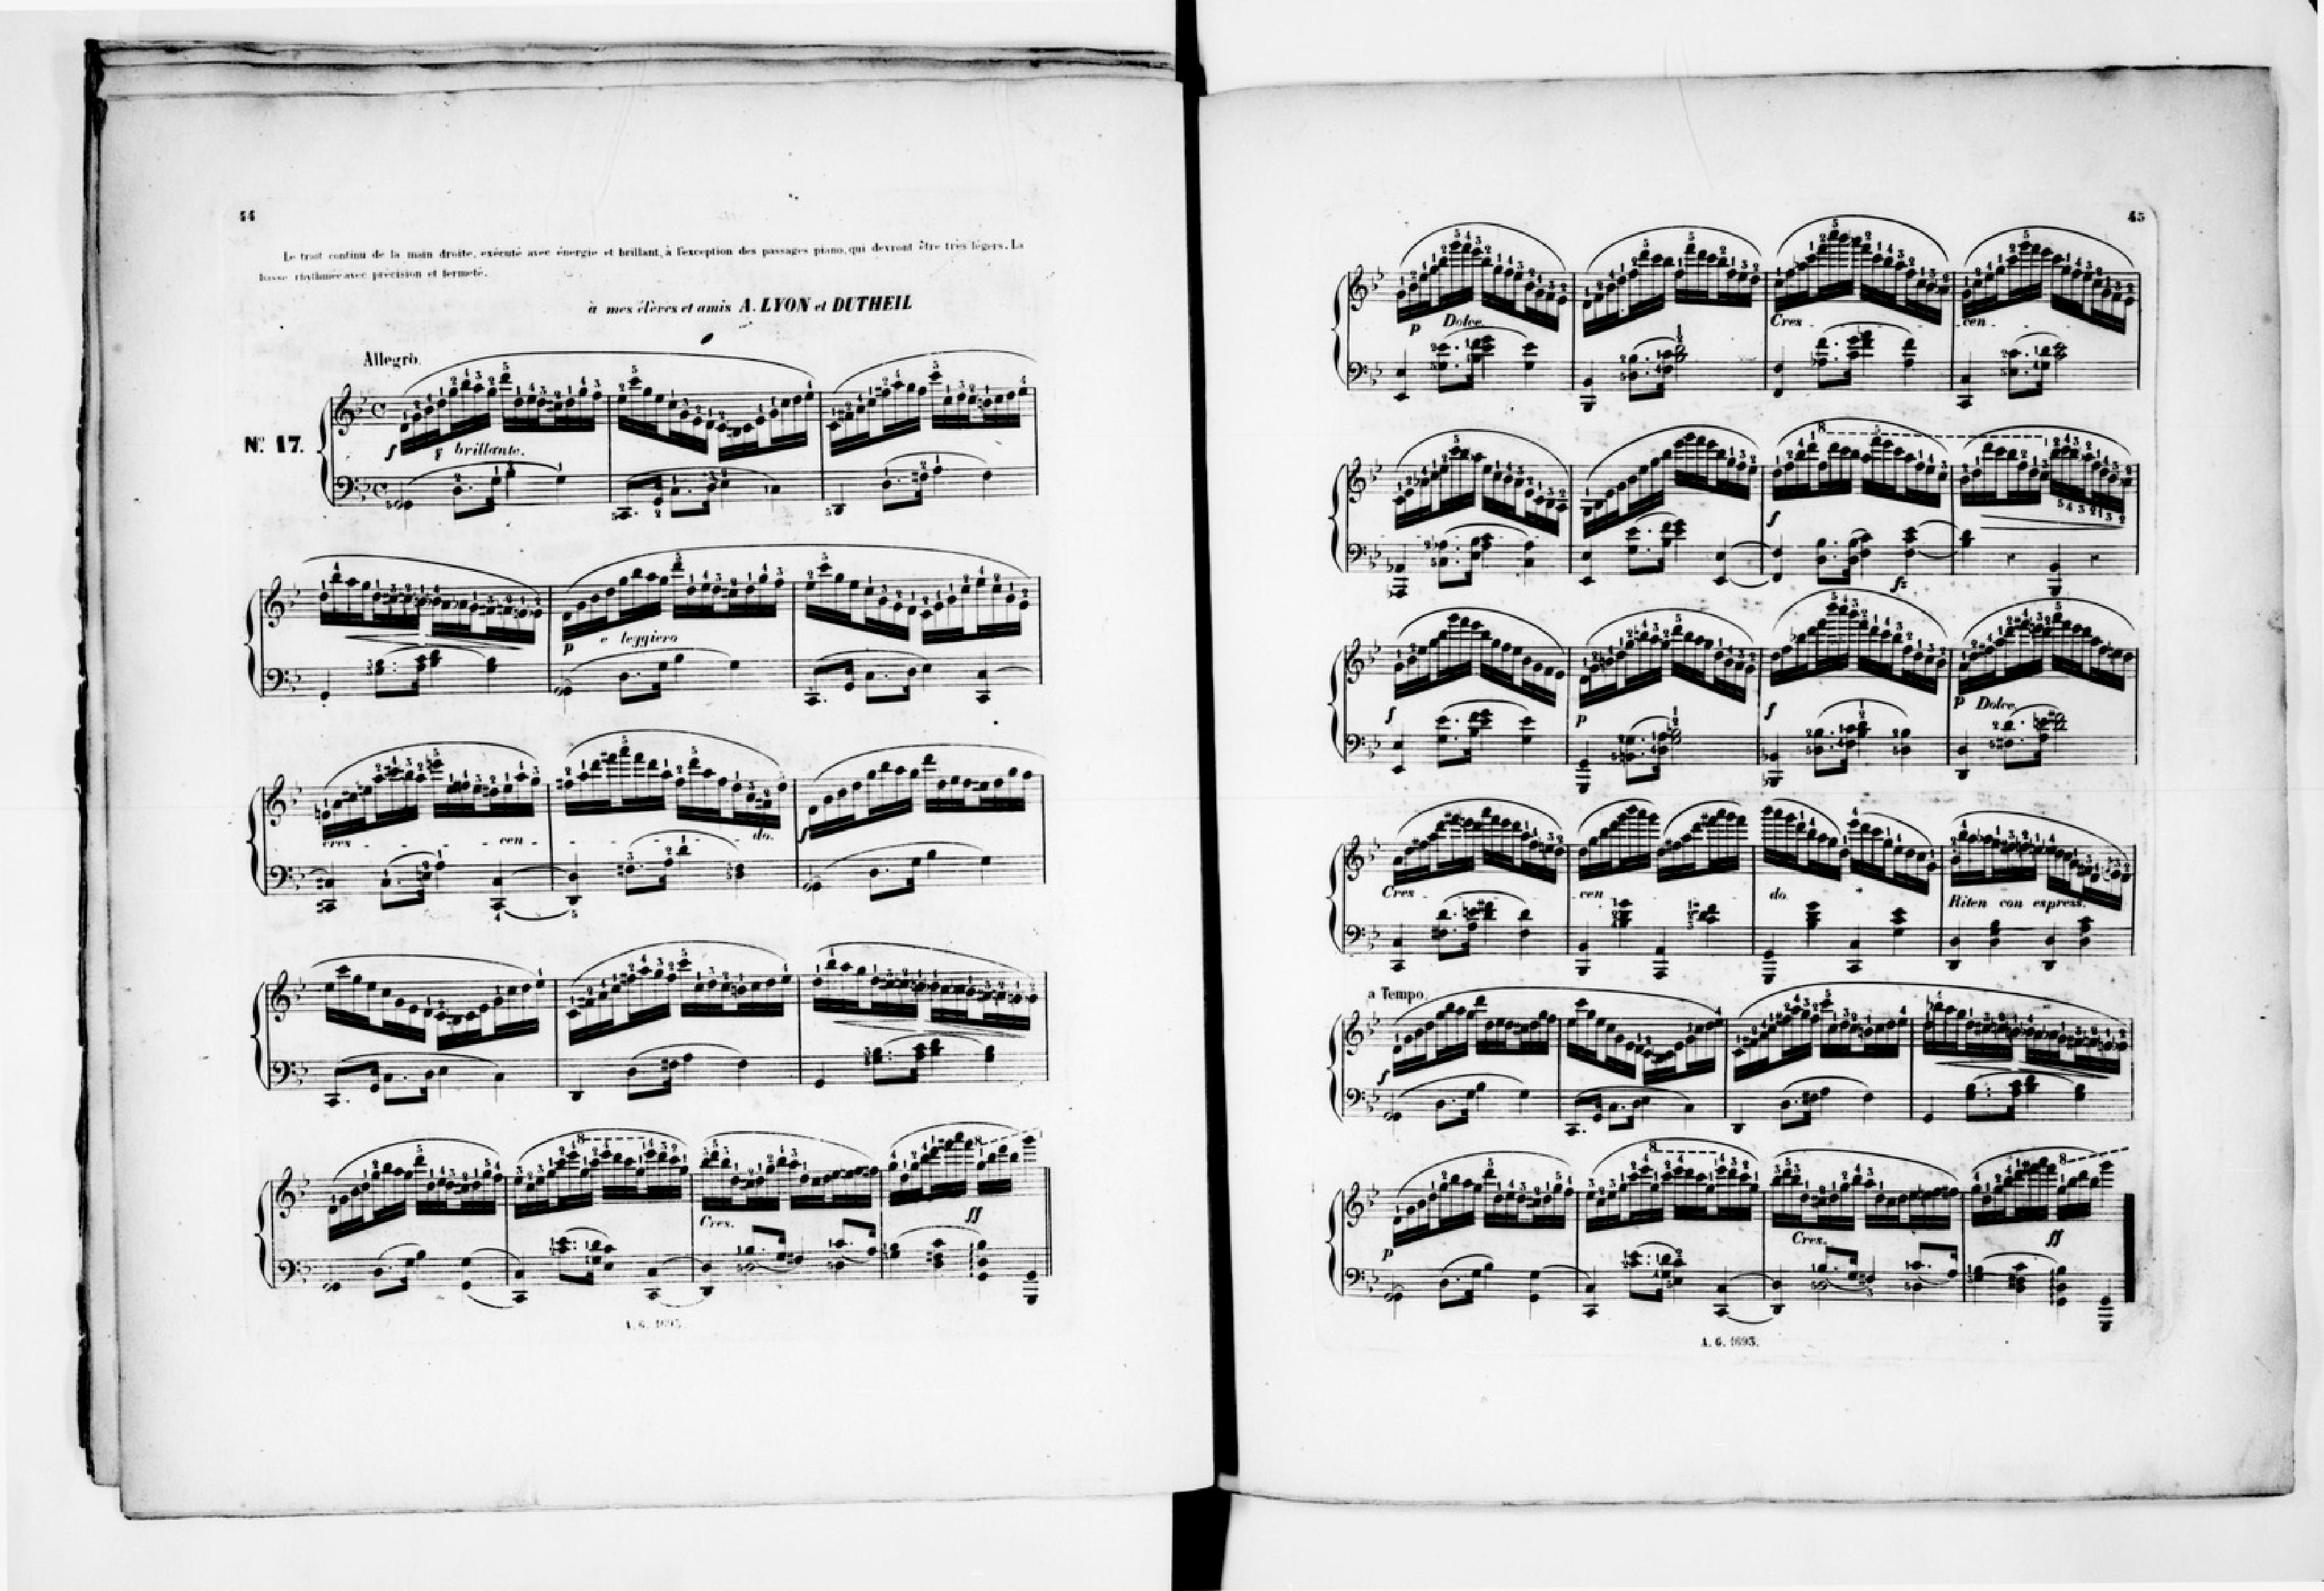 44
Le trait continu de la main droite, exécuté avec énergie et brillant, à l'exception des passages piano, qui devront être très légers. La
basse rhythmée avec précision et fermeté.
à mes élèves et amis A. LYON et DUTHEIL
Allegro.
Nº 17.
f brillante.
p e leggiero
cres - cen - do. f
Cres. ff
A. G. 1693.
45
p Dolce. Cres - cen -
f fz
f p f p Dolce.
Cres - cen do. Riten con espress.
a Tempo.
f
p Cres. ff
A. G. 1693.